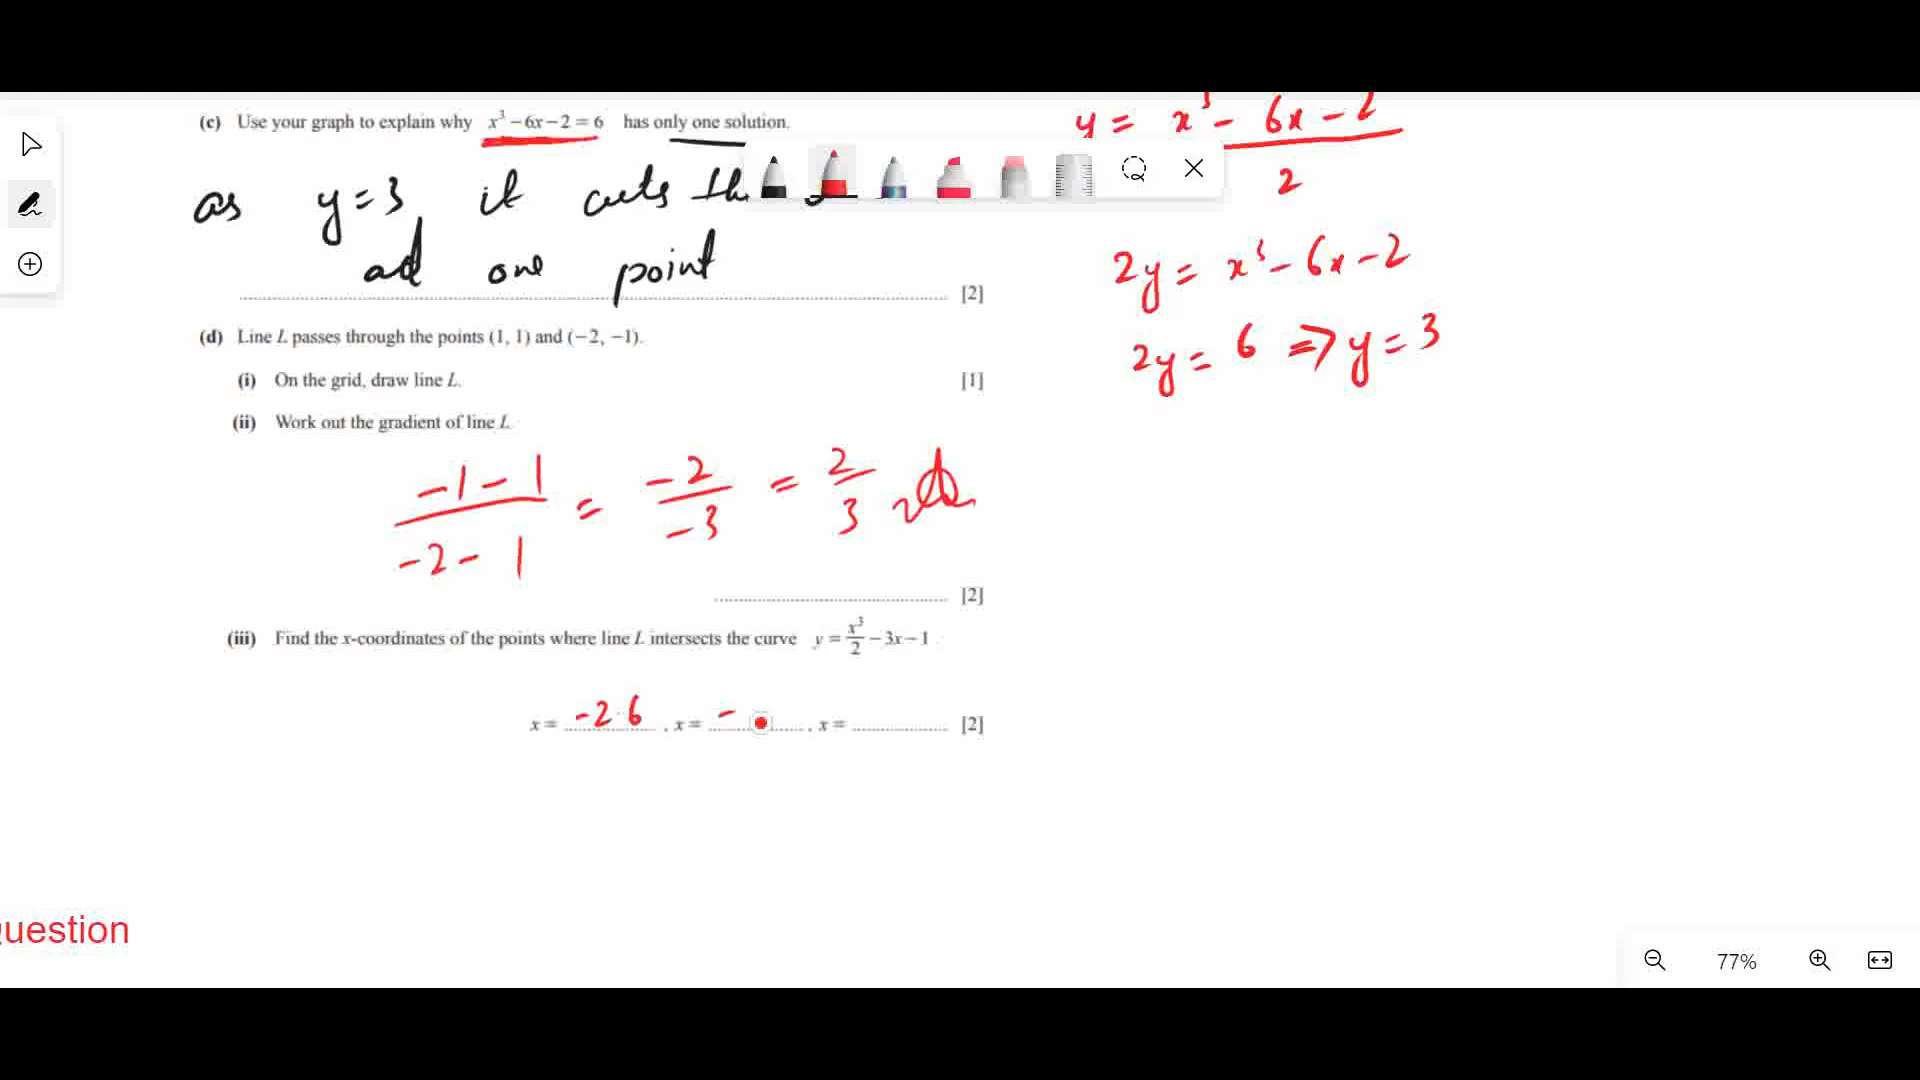 (c) Use your graph to explain why x³ − 6x − 2 = 6 has only one solution.
y = x³ − 6x − 2 / 2
as y = 3 it cuts the
at one point
[2]
2y = x³ − 6x − 2
(d) Line L passes through the points (1, 1) and (−2, −1).
2y = 6 ⇒ y = 3
(i) On the grid, draw line L. [1]
(ii) Work out the gradient of line L
−1 − 1 / −2 − 1 = −2 / −3 = 2 / 3
[2]
(iii) Find the x-coordinates of the points where line L intersects the curve y = x³/2 − 3x − 1
x = −2.6 , x = − , x = [2]
uestion
77%